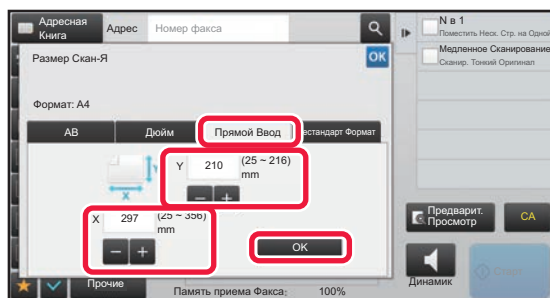 Адресная
Книга
Адрес
Номер факса
N в 1
Поместить Неск. Стр. на Одной
Размер Скан-Я
OK
Медленное Сканирование
Сканир. Тонкий Оригинал
Формат: A4
AB
Дюйм
Прямой Ввод
естандарт Формат
Y
Y
210
(25 ~ 216)
mm
X
X
297
(25 ~ 356)
mm
OK
Предварит.
Просмотр
CA
Прочие
Память приема Факса:
100%
Динамик
Старт